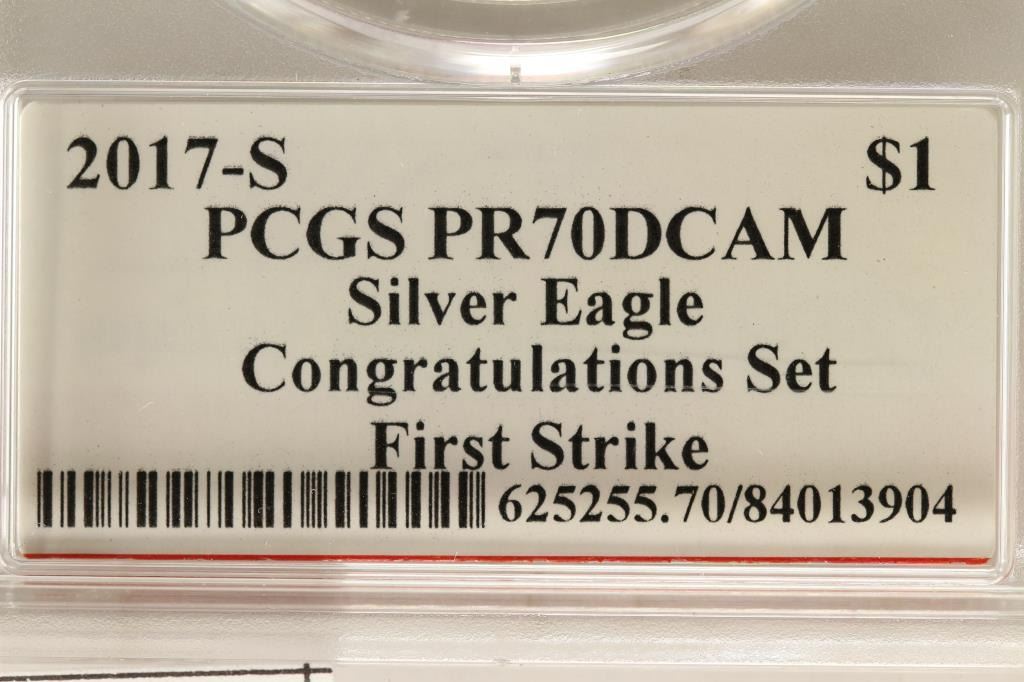 2017-S $1
PCGS PR70DCAM
Silver Eagle
Congratulations Set
First Strike
625255.70/84013904